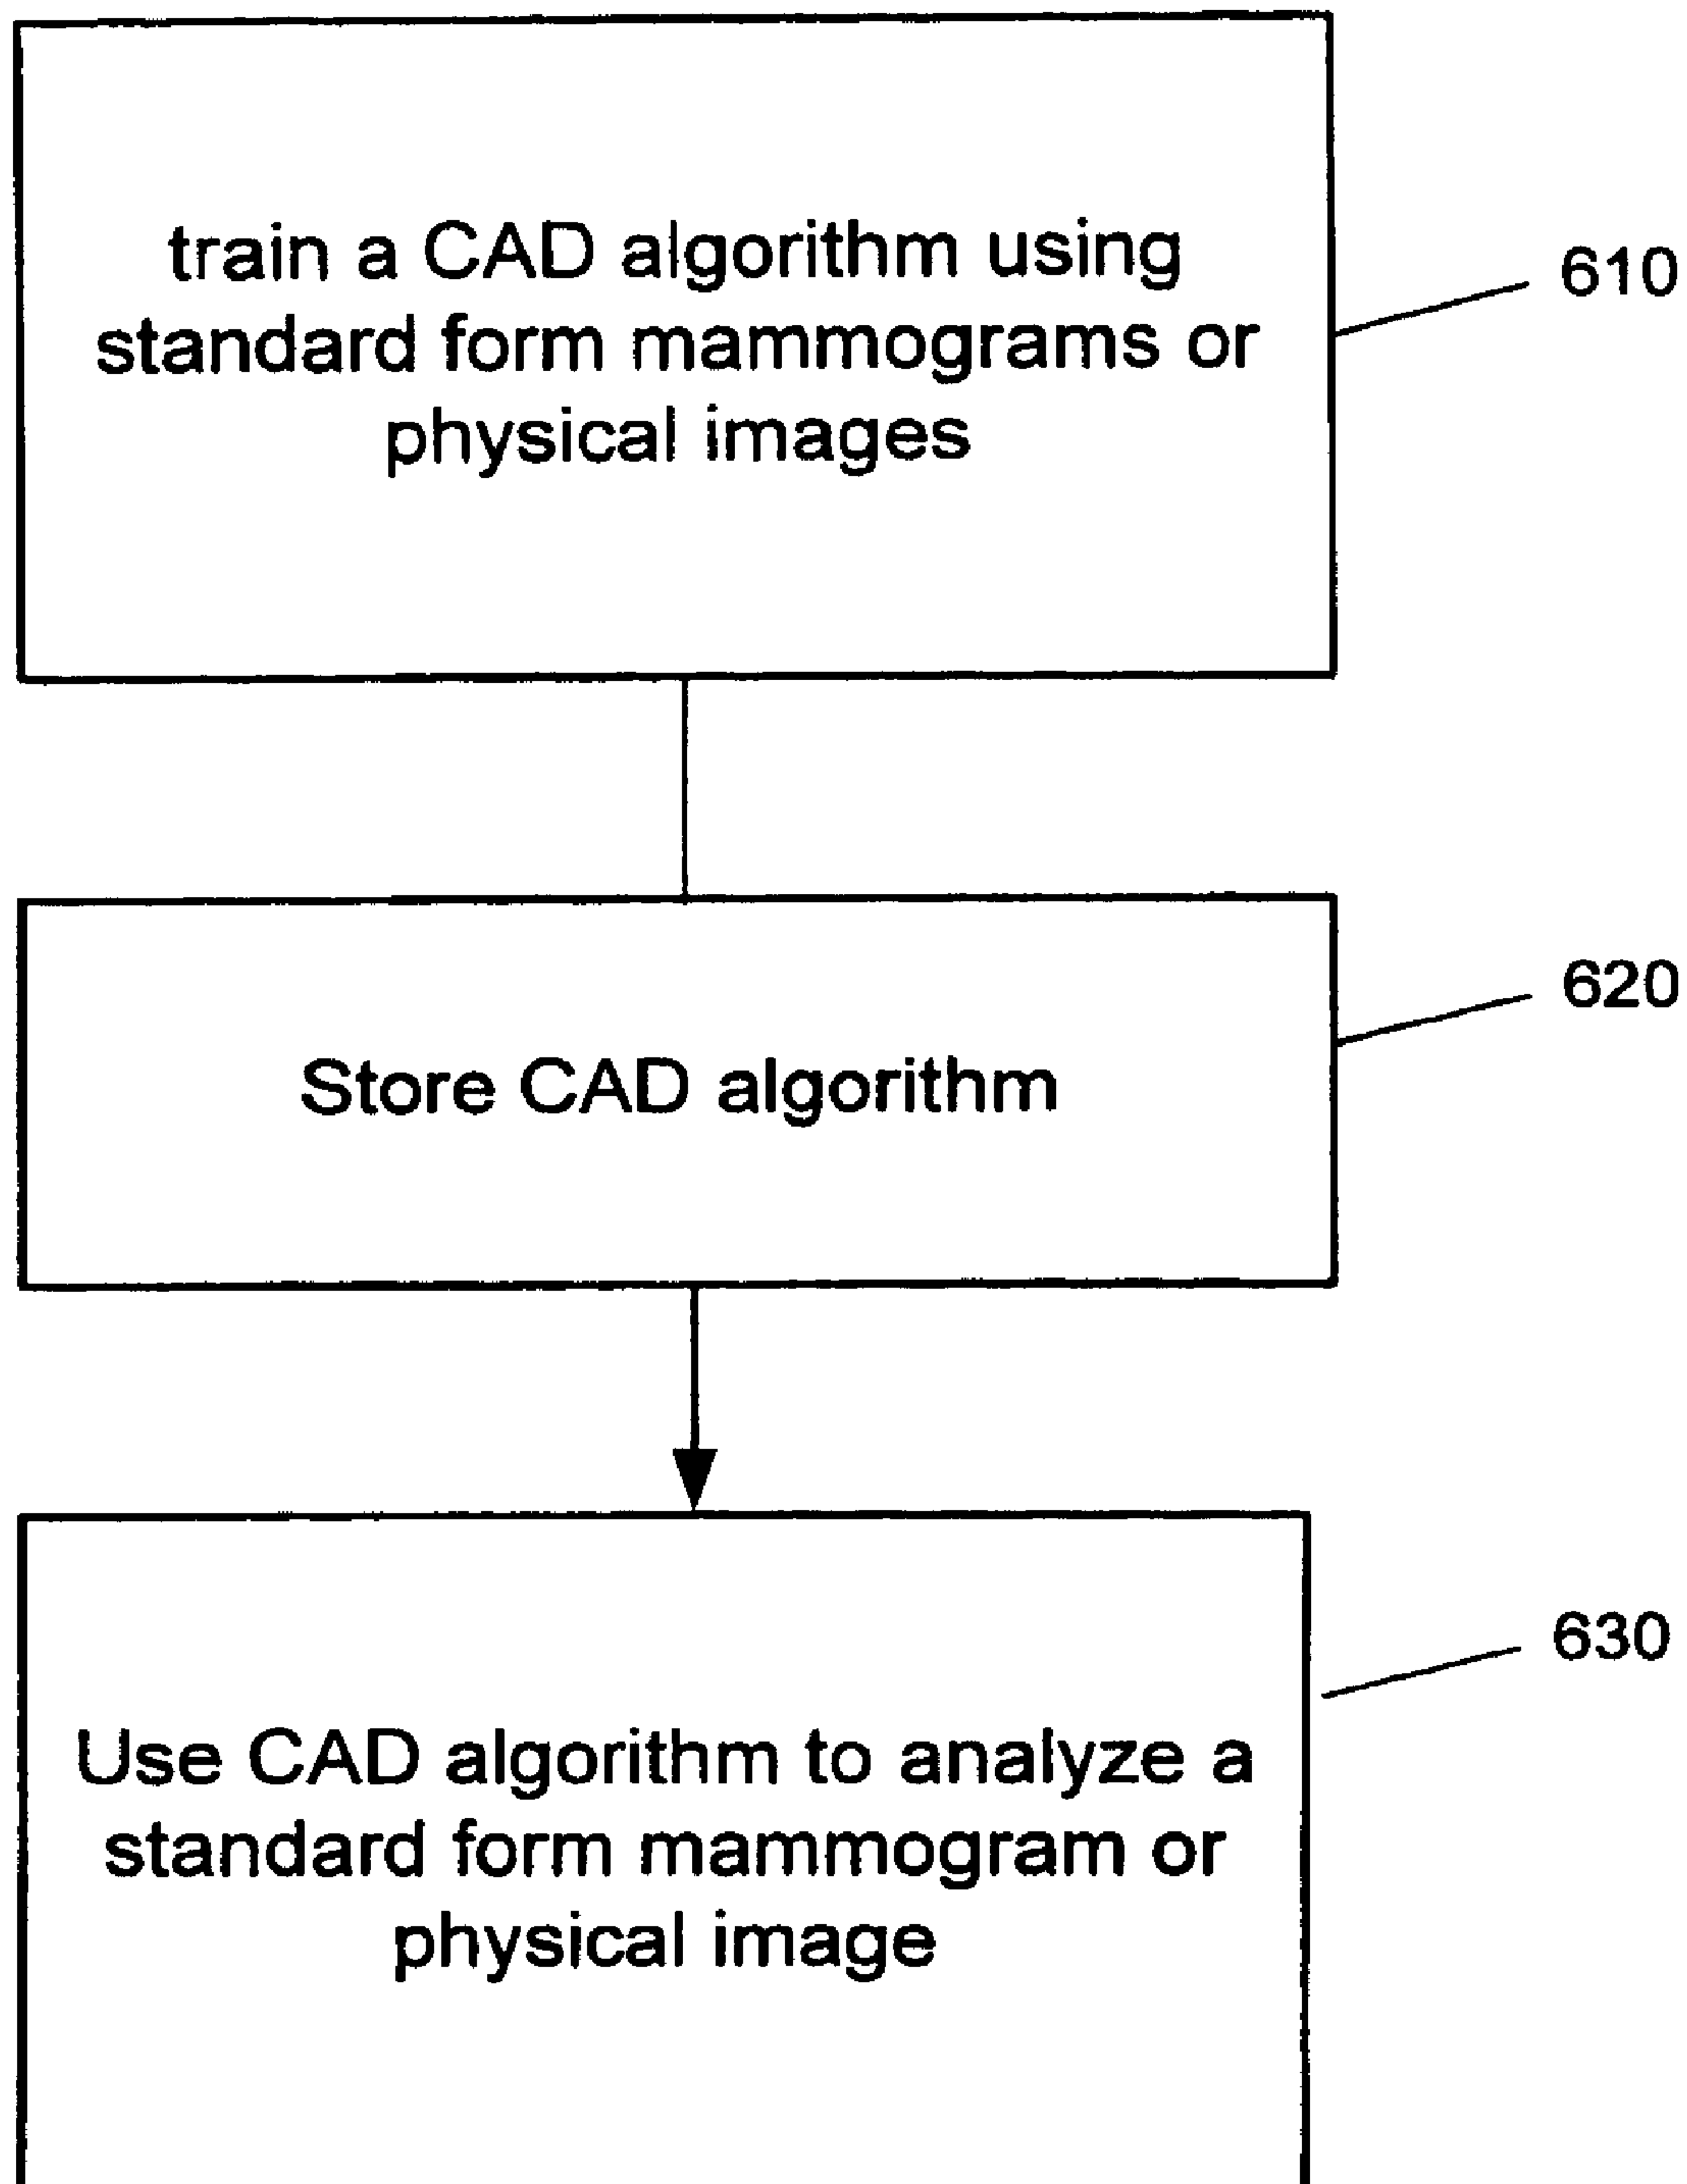 train a CAD algorithm using
standard form mammograms or
physical images
610
Store CAD algorithm
620
Use CAD algorithm to analyze a
standard form mammogram or
physical image
630